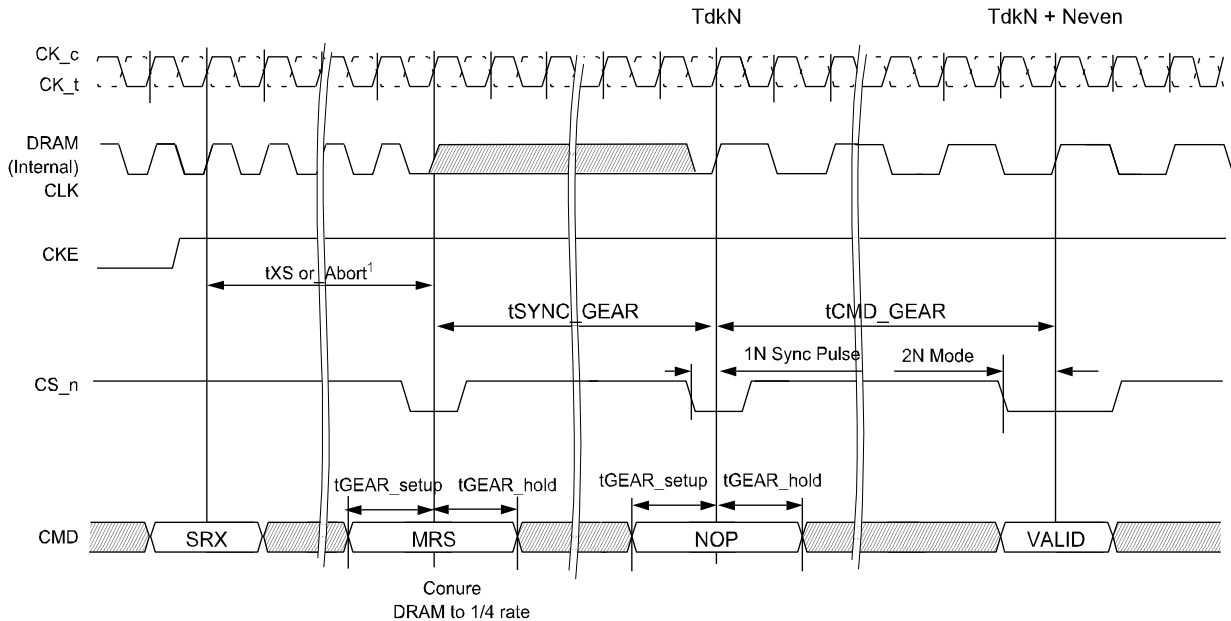 TdkN
TdkN + Neven
CK_c
CK_t
DRAM
(Internal)
CLK
CKE
tXS or_Abort1
tSYNC_GEAR
tCMD_GEAR
1N Sync Pulse
2N Mode
CS_n
tGEAR_setup
tGEAR_hold
tGEAR_setup
tGEAR_hold
CMD
SRX
MRS
NOP
VALID
Conure
DRAM to 1/4 rate